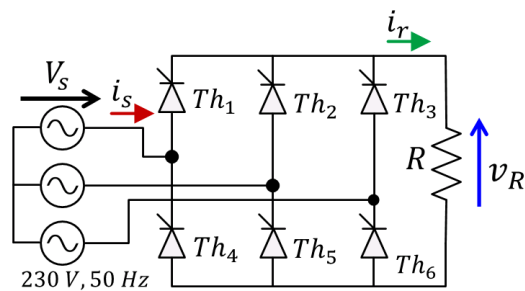 i_r
V_s
i_s
Th_1
Th_2
Th_3
R
v_R
Th_4
Th_5
Th_6
230 V, 50 Hz